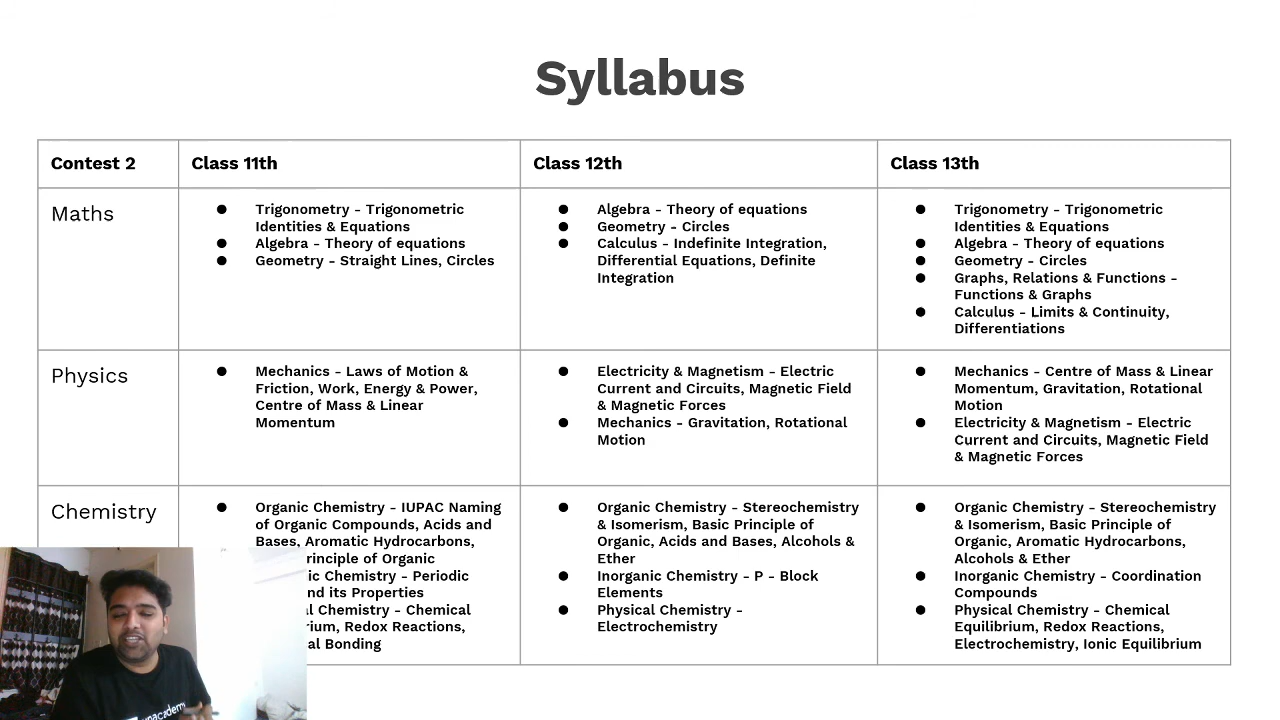 Syllabus
Contest 2
Class 11th
Class 12th
Class 13th
Maths
Trigonometry - Trigonometric
Identities & Equations
Algebra - Theory of equations
Geometry - Straight Lines, Circles
Algebra - Theory of equations
Geometry - Circles
Calculus - Indefinite Integration,
Differential Equations, Definite
Integration
Trigonometry - Trigonometric
Identities & Equations
Algebra - Theory of equations
Geometry - Circles
Graphs, Relations & Functions -
Functions & Graphs
Calculus - Limits & Continuity,
Differentiations
Physics
Mechanics - Laws of Motion &
Friction, Work, Energy & Power,
Centre of Mass & Linear
Momentum
Electricity & Magnetism - Electric
Current and Circuits, Magnetic Field
& Magnetic Forces
Mechanics - Gravitation, Rotational
Motion
Mechanics - Centre of Mass & Linear
Momentum, Gravitation, Rotational
Motion
Electricity & Magnetism - Electric
Current and Circuits, Magnetic Field
& Magnetic Forces
Chemistry
Organic Chemistry - IUPAC Naming
of Organic Compounds, Acids and
Bases, Aromatic Hydrocarbons,
rinciple of Organic
ic Chemistry - Periodic
nd its Properties
l Chemistry - Chemical
rium, Redox Reactions,
al Bonding
Organic Chemistry - Stereochemistry
& Isomerism, Basic Principle of
Organic, Acids and Bases, Alcohols &
Ether
Inorganic Chemistry - P - Block
Elements
Physical Chemistry -
Electrochemistry
Organic Chemistry - Stereochemistry
& Isomerism, Basic Principle of
Organic, Aromatic Hydrocarbons,
Alcohols & Ether
Inorganic Chemistry - Coordination
Compounds
Physical Chemistry - Chemical
Equilibrium, Redox Reactions,
Electrochemistry, Ionic Equilibrium